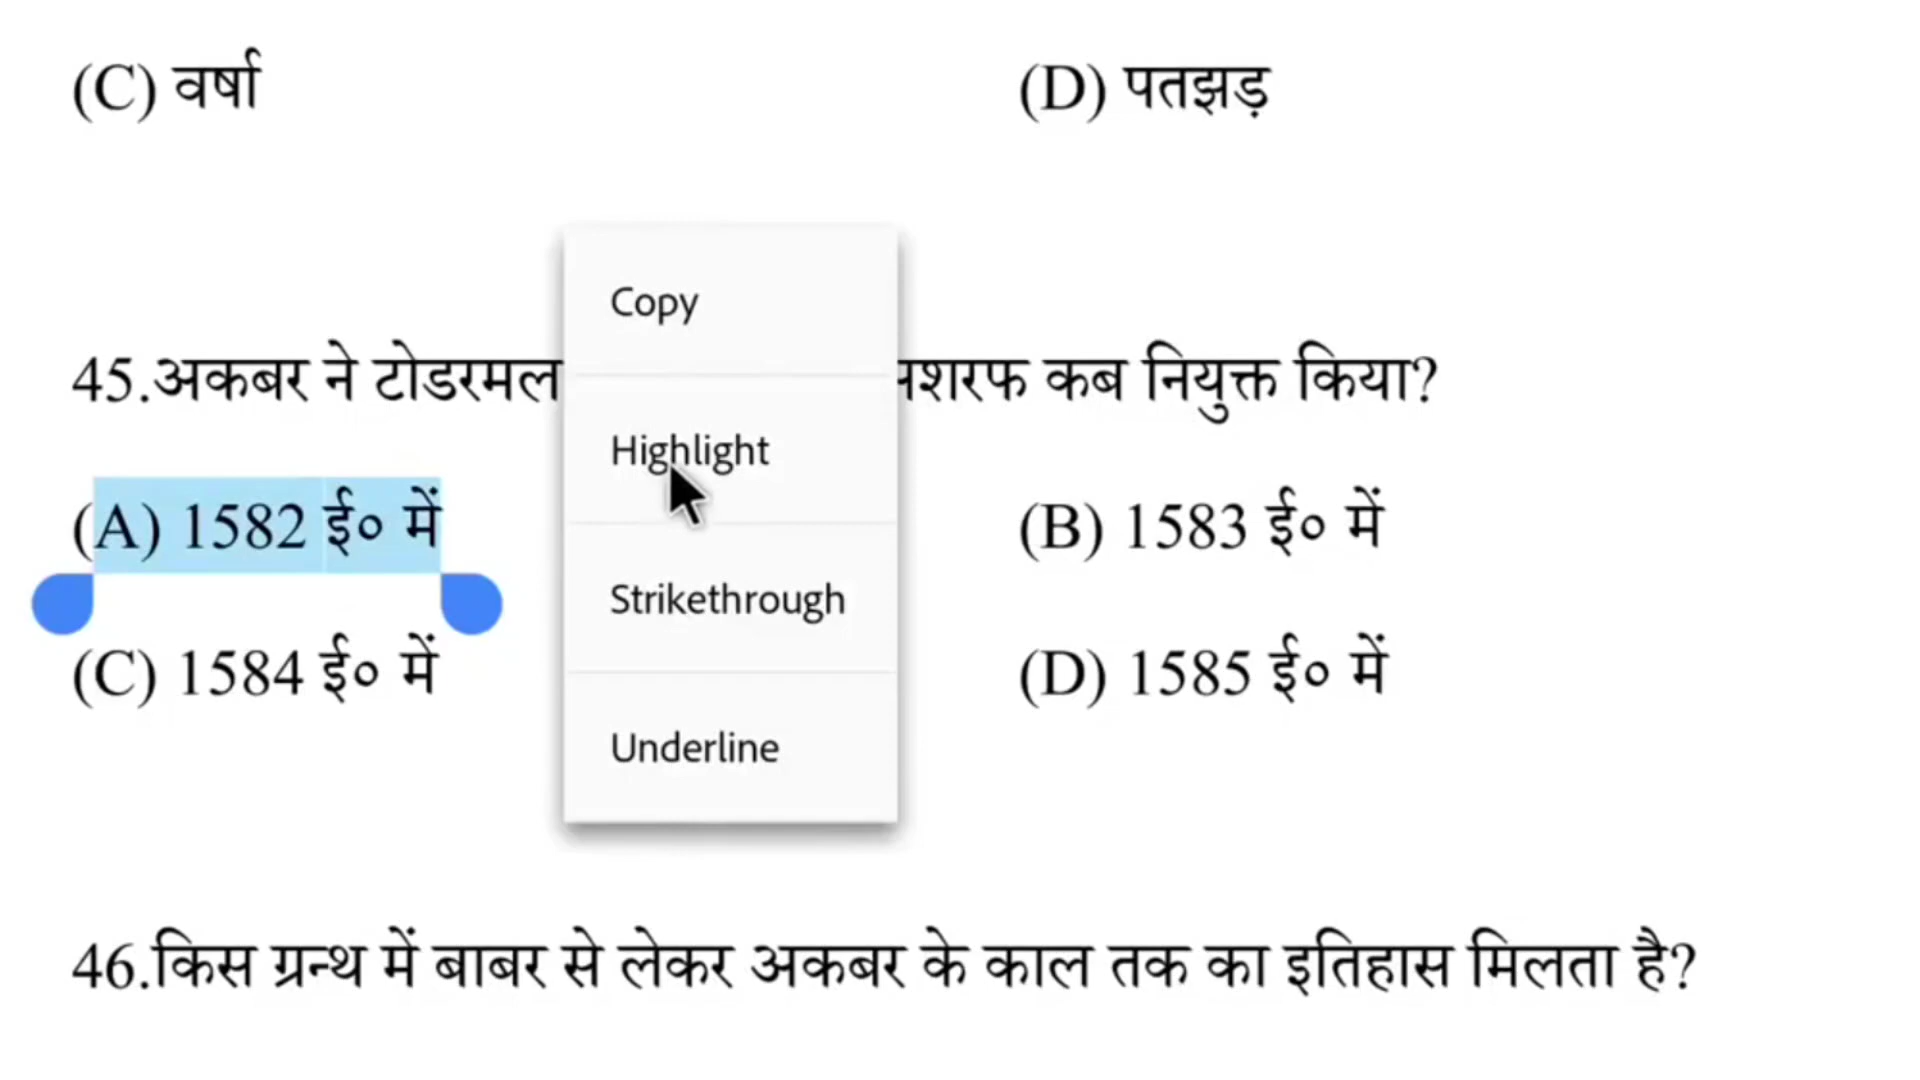 (C) वर्षा (D) पतझड़
Copy
45.अकबर ने टोडरमल कब नियुक्त किया?
Highlight
(A) 1582 ई० में (B) 1583 ई० में
Strikethrough
(C) 1584 ई० में (D) 1585 ई० में
Underline
46.किस ग्रन्थ में बाबर से लेकर अकबर के काल तक का इतिहास मिलता है?